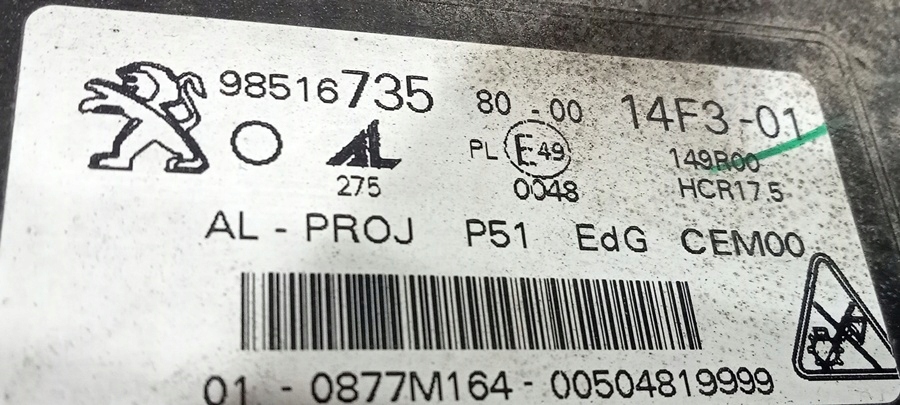 98516735 80-00 14F3-01
PL E49 149R00
275 0048 HCR17.5
AL - PROJ P51 EdG CEM00
01 - 0877M164 - 00504819999